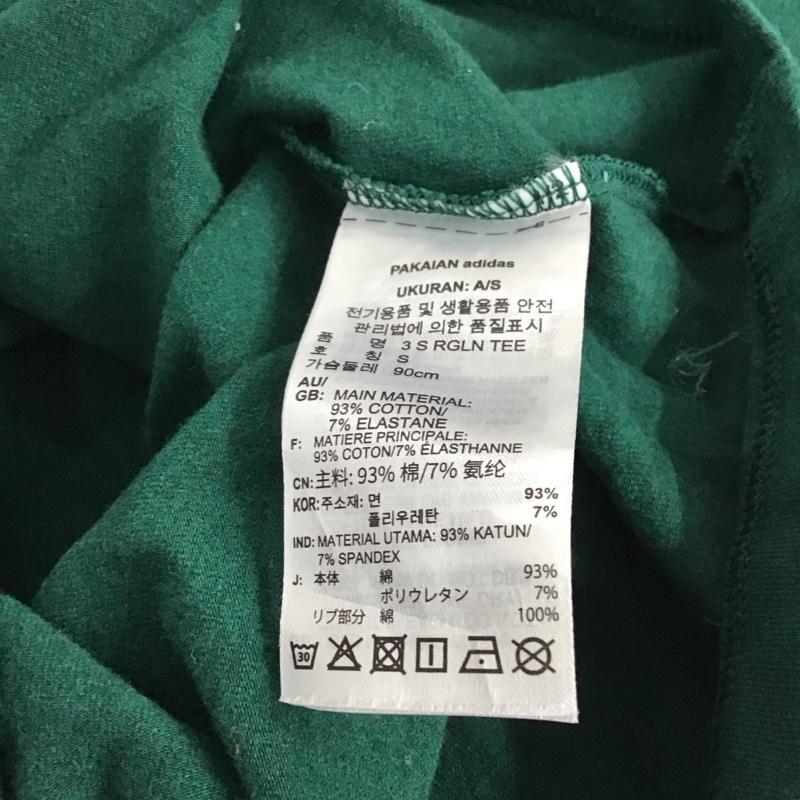 PAKAIAN adidas
UKURAN: A/S
전기용품 및 생활용품 안전
관리법에 의한 품질표시
품 명 3 S RGLN TEE
호 칭 S
가슴둘레 90cm
AU/
GB: MAIN MATERIAL:
93% COTTON/
7% ELASTANE
F: MATIERE PRINCIPALE:
93% COTON/7% ÉLASTHANNE
CN: 主料: 93% 棉/7% 氨纶
KOR: 주소재: 면 93%
폴리우레탄 7%
IND: MATERIAL UTAMA: 93% KATUN/
7% SPANDEX
J: 本体 綿 93%
ポリウレタン 7%
リブ部分 綿 100%
30